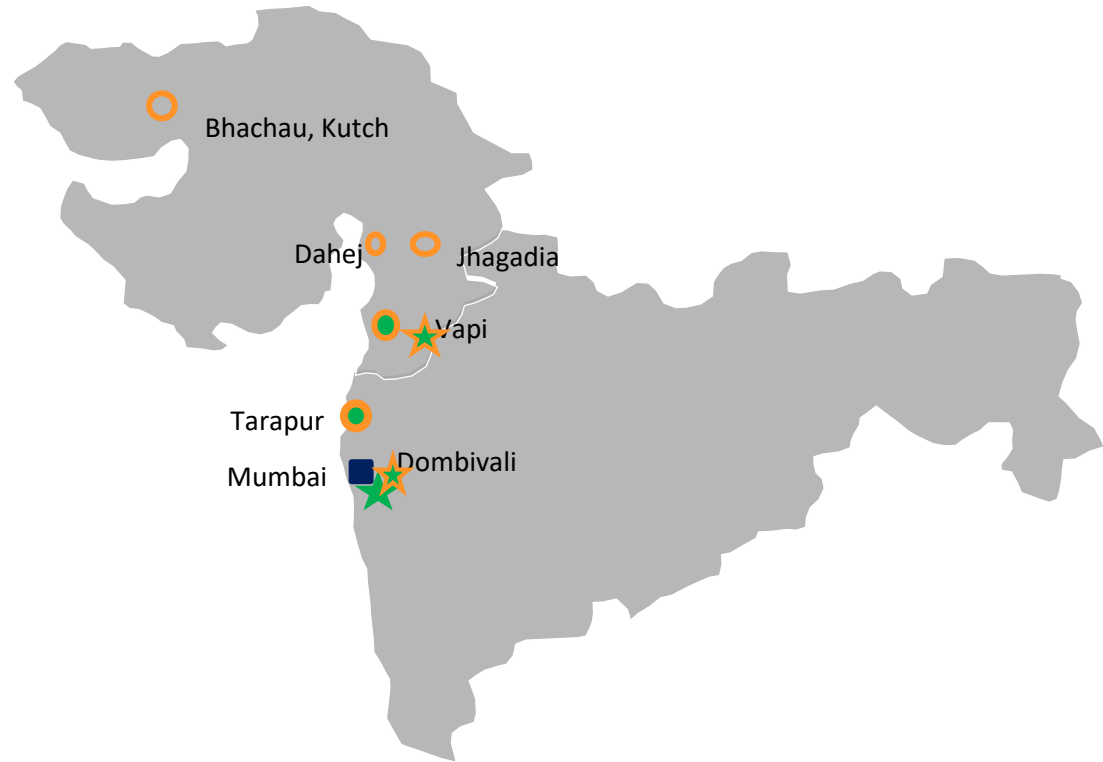 Bhachau, Kutch
Dahej
Jhagadia
Vapi
Tarapur
Dombivali
Mumbai